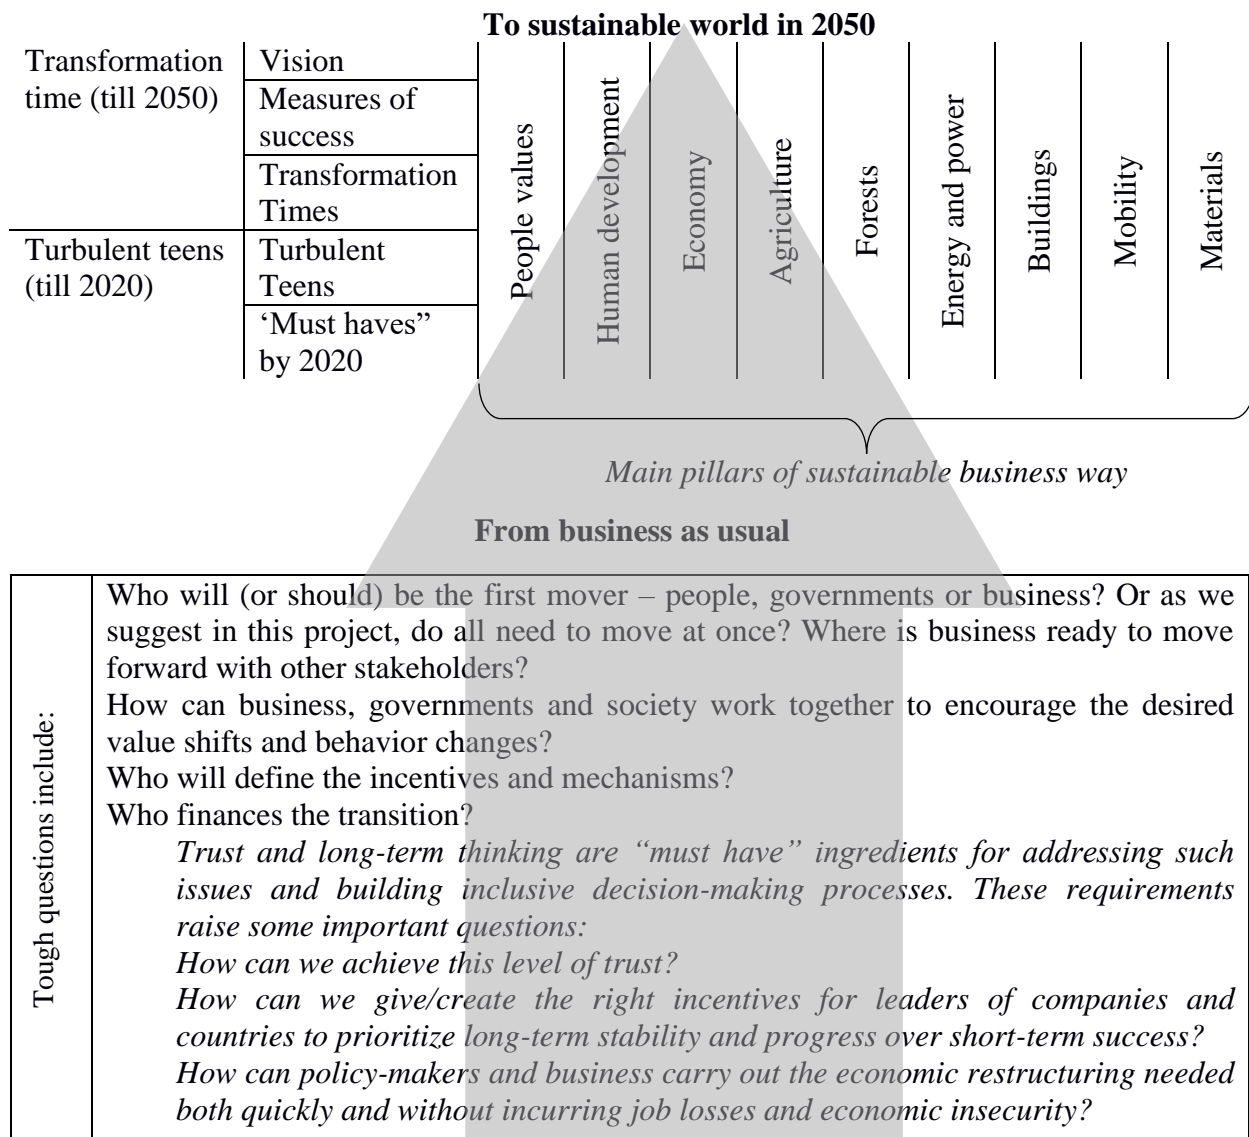 To sustainable world in 2050
Transformation
time (till 2050)
Vision
Measures of
success
Transformation
Times
Turbulent teens
(till 2020)
Turbulent
Teens
‘Must haves”
by 2020
People values
Human development
Economy
Agriculture
Forests
Energy and power
Buildings
Mobility
Materials
Main pillars of sustainable business way
From business as usual
Tough questions include:
Who will (or should) be the first mover – people, governments or business? Or as we
suggest in this project, do all need to move at once? Where is business ready to move
forward with other stakeholders?
How can business, governments and society work together to encourage the desired
value shifts and behavior changes?
Who will define the incentives and mechanisms?
Who finances the transition?
Trust and long-term thinking are “must have” ingredients for addressing such
issues and building inclusive decision-making processes. These requirements
raise some important questions:
How can we achieve this level of trust?
How can we give/create the right incentives for leaders of companies and
countries to prioritize long-term stability and progress over short-term success?
How can policy-makers and business carry out the economic restructuring needed
both quickly and without incurring job losses and economic insecurity?